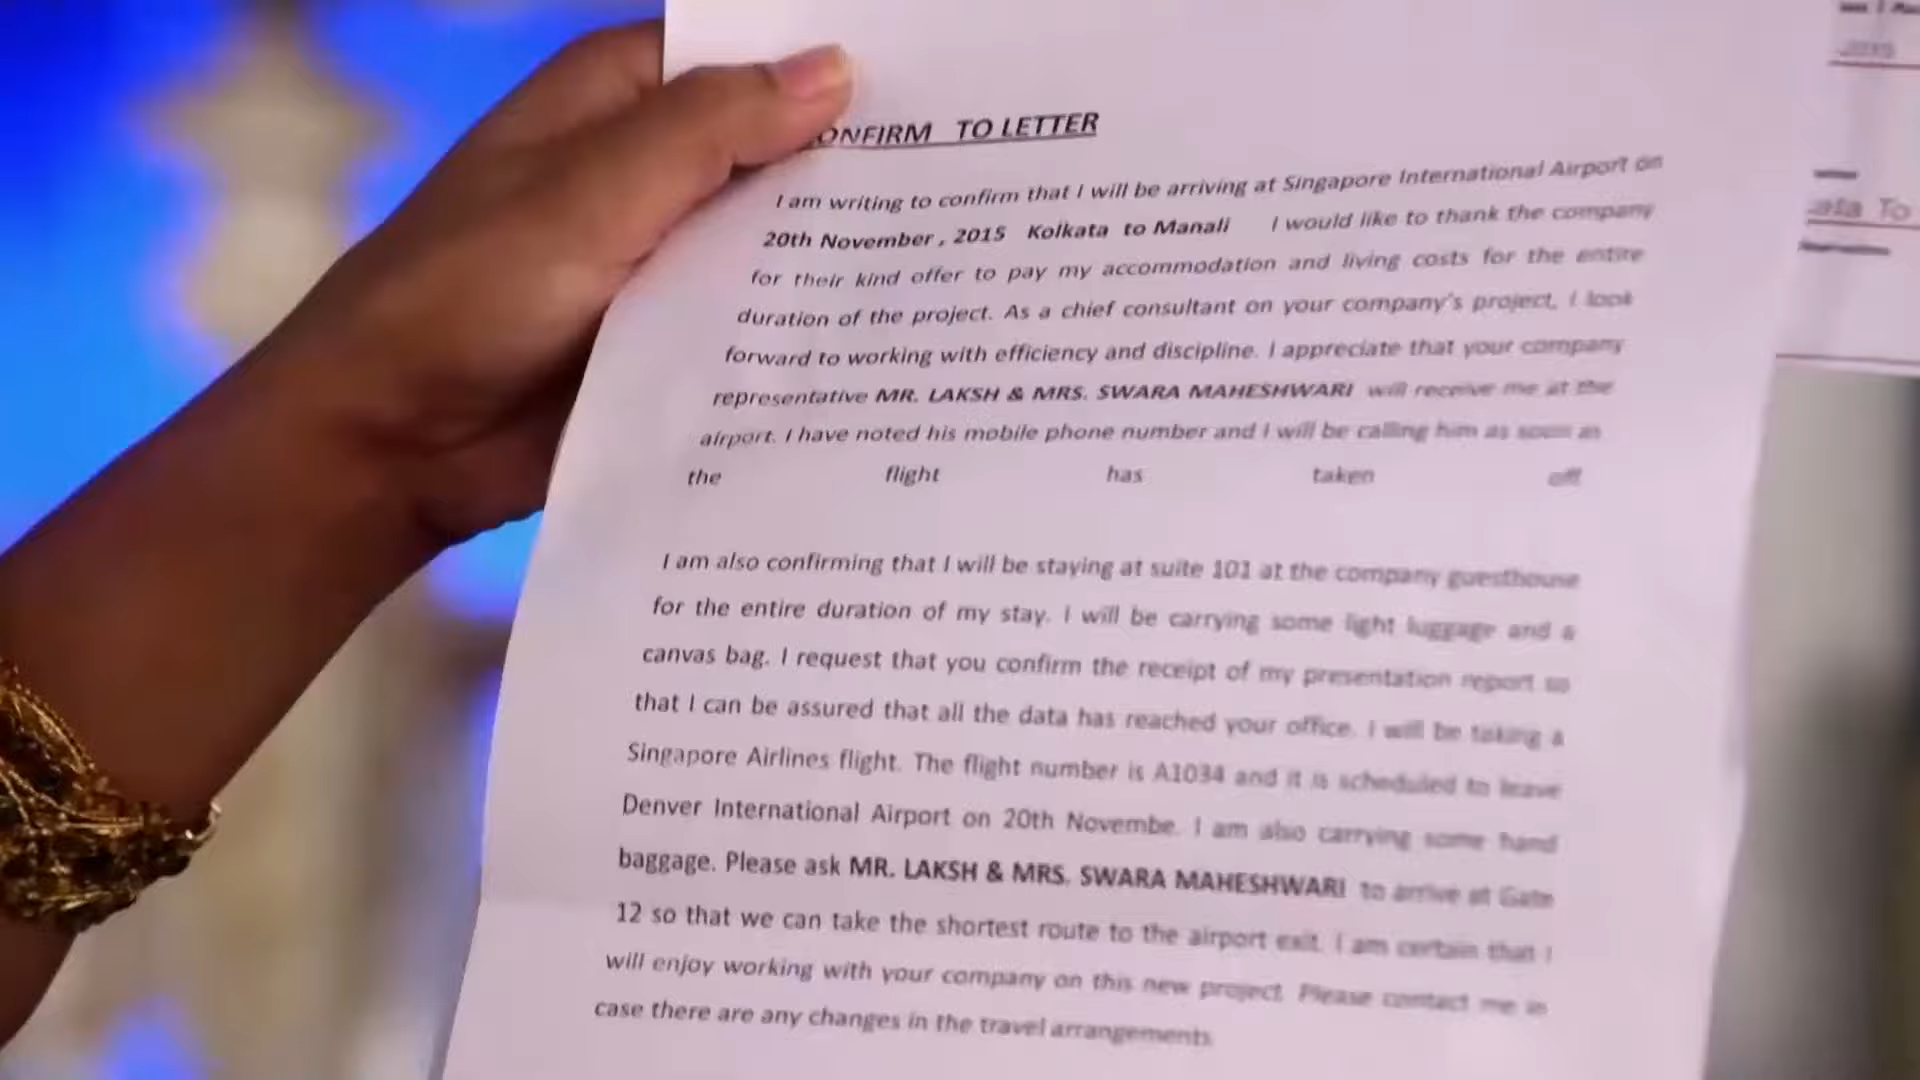 ONFIRM TO LETTER
I am writing to confirm that I will be arriving at Singapore International Airport on
20th November , 2015 Kolkata to Manali I would like to thank the company
for their kind offer to pay my accommodation and living costs for the entire
duration of the project. As a chief consultant on your company's project, I look
forward to working with efficiency and discipline. I appreciate that your company
representative MR. LAKSH & MRS. SWARA MAHESHWARI will receive me at the
airport. I have noted his mobile phone number and I will be calling him as soon as
the flight has taken off
I am also confirming that I will be staying at suite 101 at the company guesthouse
for the entire duration of my stay. I will be carrying some light luggage and a
canvas bag. I request that you confirm the receipt of my presentation report so
that I can be assured that all the data has reached your office. I will be taking a
Singapore Airlines flight. The flight number is A1034 and it is scheduled to leave
Denver International Airport on 20th Novembe. I am also carrying some hand
baggage. Please ask MR. LAKSH & MRS. SWARA MAHESHWARI to arrive at Gate
12 so that we can take the shortest route to the airport exit. I am certain that I
will enjoy working with your company on this new project. Please contact me in
case there are any changes in the travel arrangements.
2015
ata To